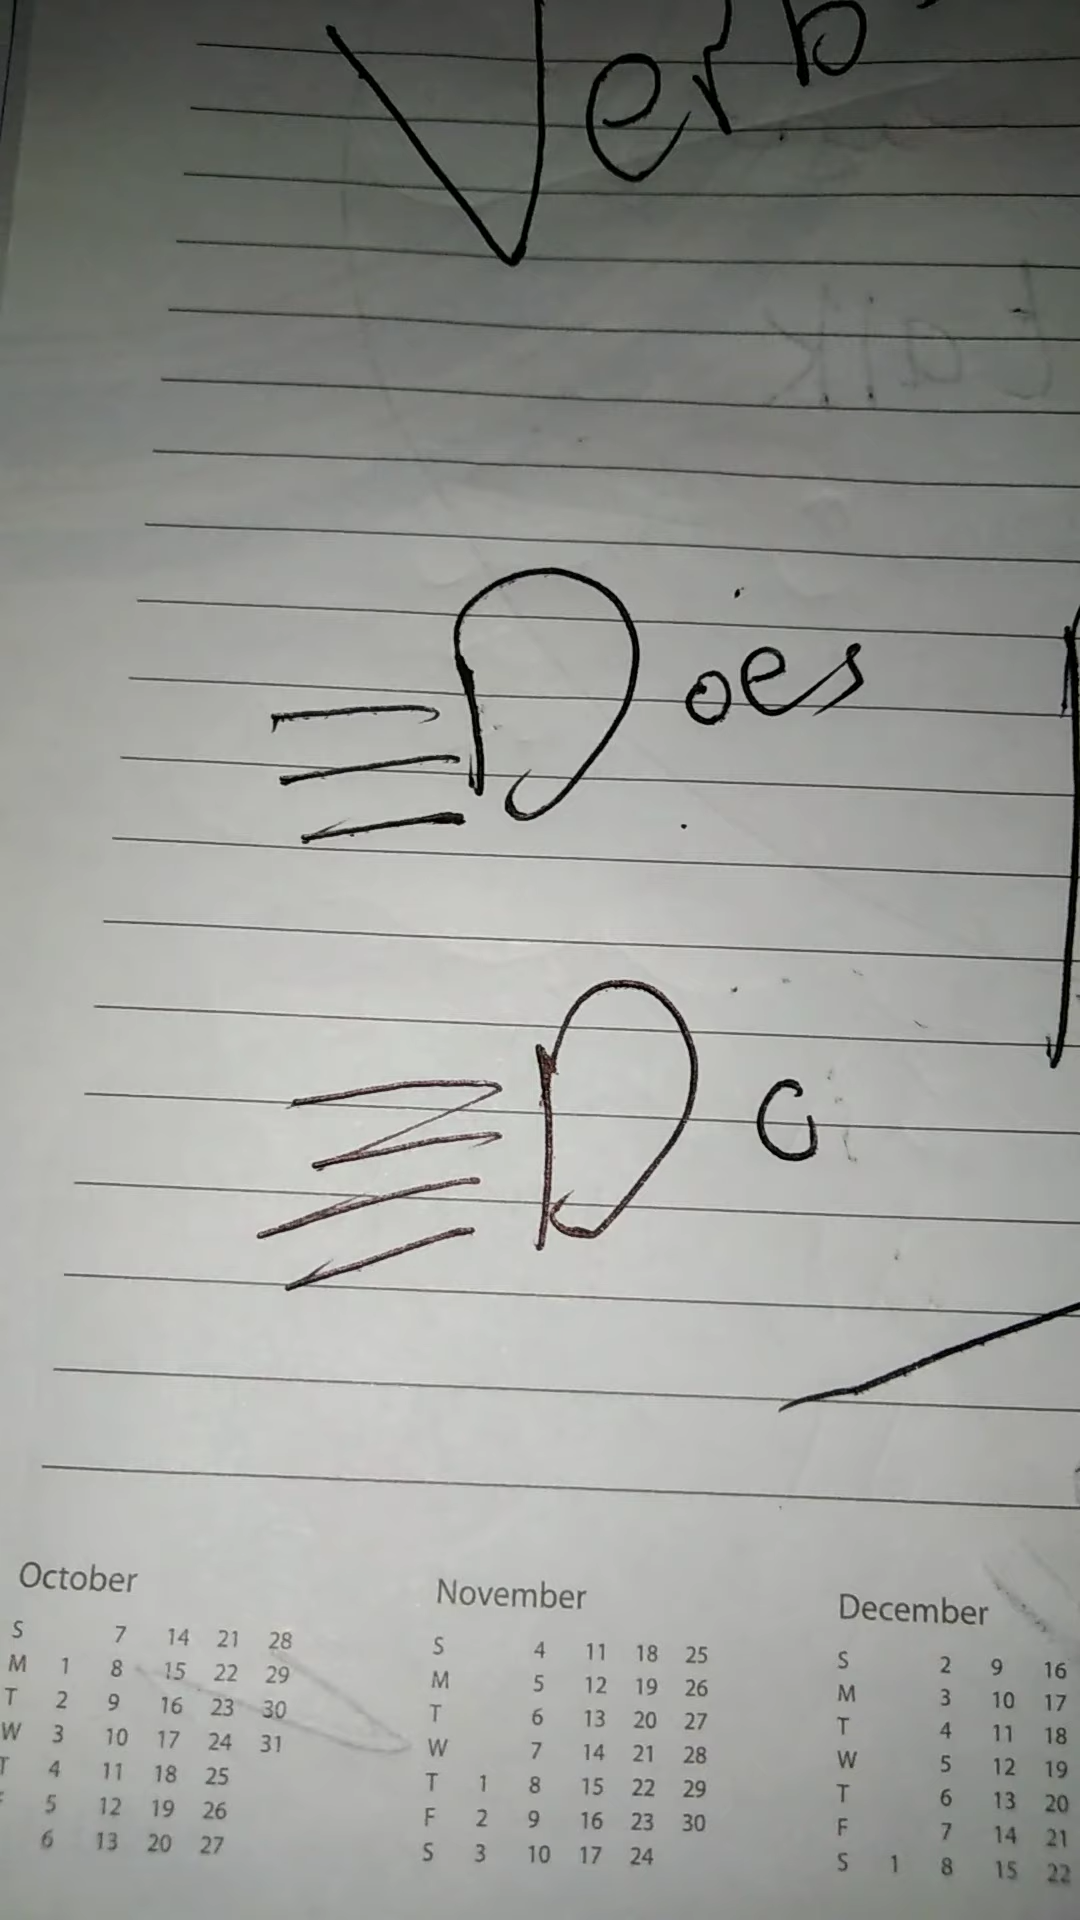 Verb
Does
Do
October November December
S 7 14 21 28 S 4 11 18 25 S 2 9 16
M 1 8 15 22 29 M 5 12 19 26 M 3 10 17
T 2 9 16 23 30 T 6 13 20 27 T 4 11 18
W 3 10 17 24 31 W 7 14 21 28 W 5 12 19
T 4 11 18 25 T 1 8 15 22 29 T 6 13 20
F 5 12 19 26 F 2 9 16 23 30 F 7 14 21
6 13 20 27 S 3 10 17 24 S 1 8 15 22